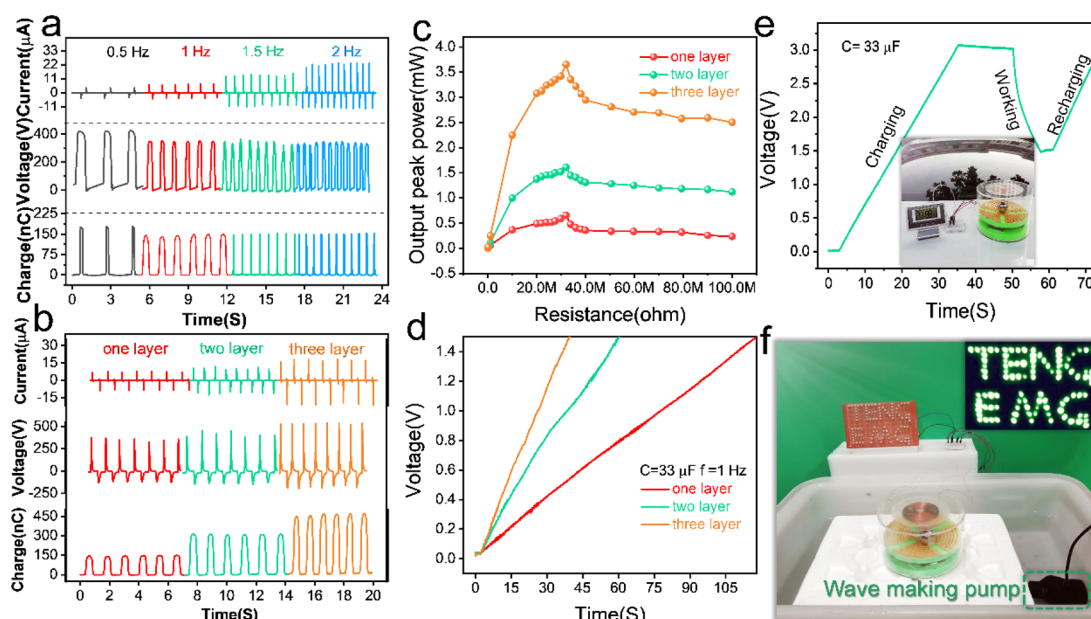 a
Current(μA)
33
22
11
0
-11
0.5 Hz
1 Hz
1.5 Hz
2 Hz
Voltage(V)
400
200
0
Charge(nC)
225
150
75
0
0 3 6 9 12 15 18 21 24
Time(S)
b
Current(μA)
30
15
0
-15
one layer
two layer
three layer
Voltage(V)
500
250
0
-250
Charge(nC)
450
300
150
0
0 2 4 6 8 10 12 14 16 18 20
Time(S)
c
Output peak power(mW)
4.0
3.5
3.0
2.5
2.0
1.5
1.0
0.5
0.0
-0.5
one layer
two layer
three layer
0.0 20.0M 40.0M 60.0M 80.0M 100.0M
Resistance(ohm)
d
Voltage(V)
1.4
1.2
1.0
0.8
0.6
0.4
0.2
0.0
C=33 μF f=1 Hz
one layer
two layer
three layer
0 15 30 45 60 75 90 105
Time(S)
e
Voltage(V)
3.0
2.5
2.0
1.5
1.0
0.5
0.0
C= 33 μF
Charging
Working
Recharging
0 10 20 30 40 50 60 70
Time(S)
f
TENG
EMG
Wave making pump